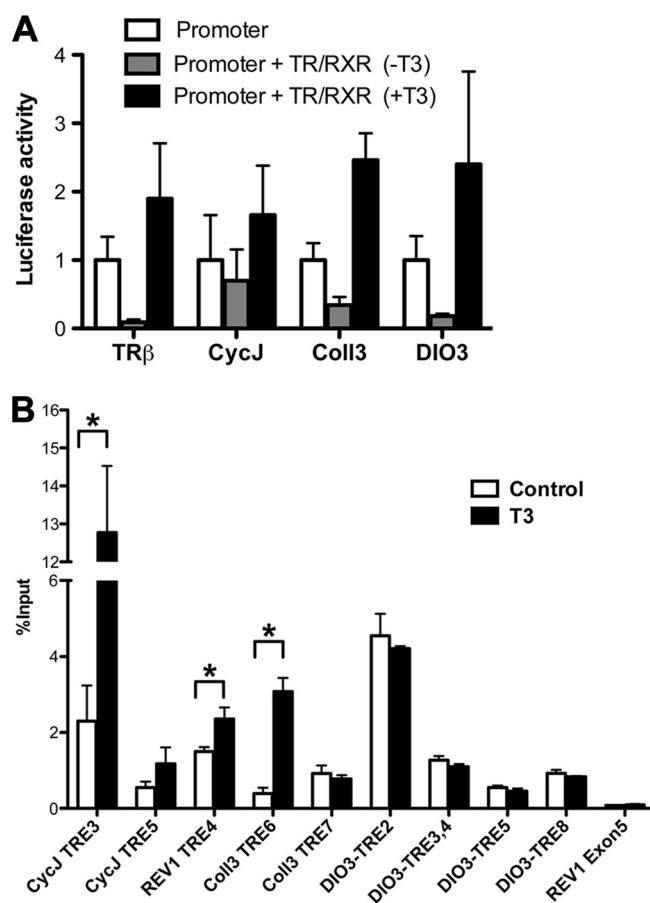 A
Promoter
Promoter + TR/RXR (-T3)
Promoter + TR/RXR (+T3)
Luciferase activity
4
3
2
1
0
TRβ CycJ Coll3 DIO3
B
%Input
16
15
14
13
12
6
4
2
0
*
*
*
Control
T3
CycJ TRE3
CycJ TRE5
REV1 TRE4
Coll3 TRE6
Coll3 TRE7
DIO3-TRE2
DIO3-TRE3,4
DIO3-TRE5
DIO3-TRE8
REV1 Exon5